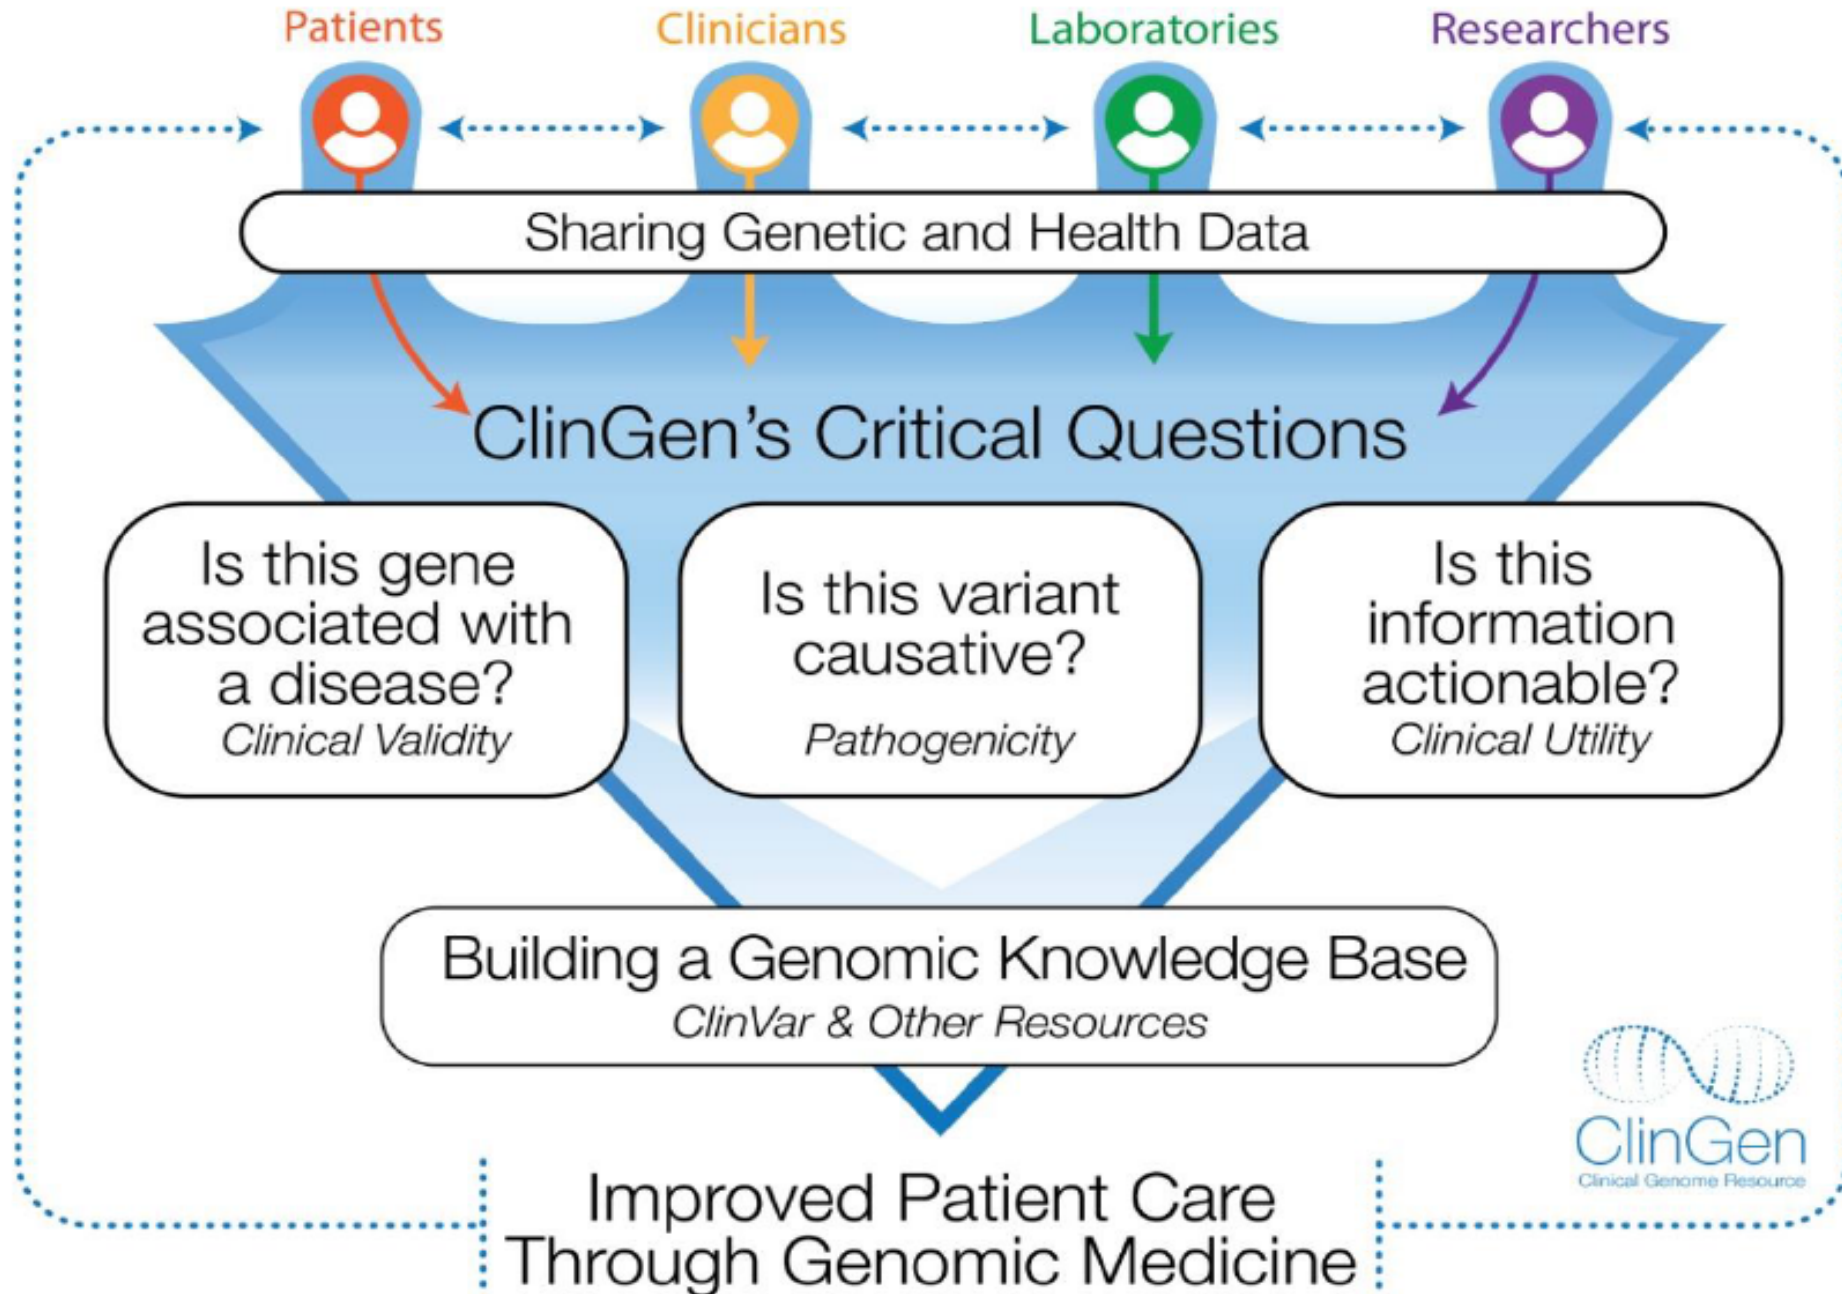 Patients
Clinicians
Laboratories
Researchers
Sharing Genetic and Health Data
ClinGen’s Critical Questions
Is this gene
associated with
a disease?
Clinical Validity
Is this variant
causative?
Pathogenicity
Is this
information
actionable?
Clinical Utility
Building a Genomic Knowledge Base
ClinVar & Other Resources
ClinGen
Clinical Genome Resource
Improved Patient Care
Through Genomic Medicine